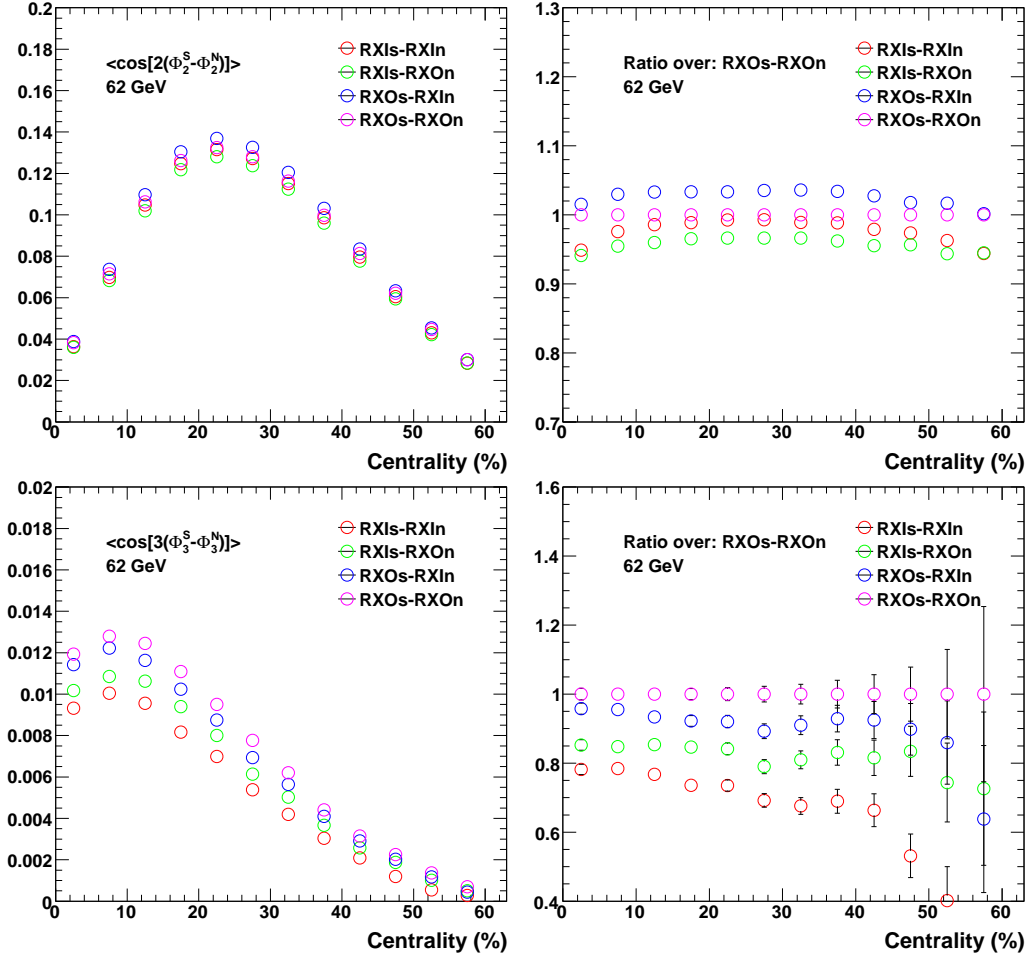 0.2
0.18
0.16
0.14
0.12
0.1
0.08
0.06
0.04
0.02
0
<cos[2(Φ₂ˢ-Φ₂ᴺ)]>
62 GeV
RXIs-RXIn
RXIs-RXOn
RXOs-RXIn
RXOs-RXOn
0 10 20 30 40 50 60
Centrality (%)
1.3
1.2
1.1
1
0.9
0.8
0.7
Ratio over: RXOs-RXOn
62 GeV
RXIs-RXIn
RXIs-RXOn
RXOs-RXIn
RXOs-RXOn
0 10 20 30 40 50 60
Centrality (%)
0.02
0.018
0.016
0.014
0.012
0.01
0.008
0.006
0.004
0.002
0
<cos[3(Φ₃ˢ-Φ₃ᴺ)]>
62 GeV
RXIs-RXIn
RXIs-RXOn
RXOs-RXIn
RXOs-RXOn
0 10 20 30 40 50 60
Centrality (%)
1.6
1.4
1.2
1
0.8
0.6
0.4
Ratio over: RXOs-RXOn
62 GeV
RXIs-RXIn
RXIs-RXOn
RXOs-RXIn
RXOs-RXOn
0 10 20 30 40 50 60
Centrality (%)